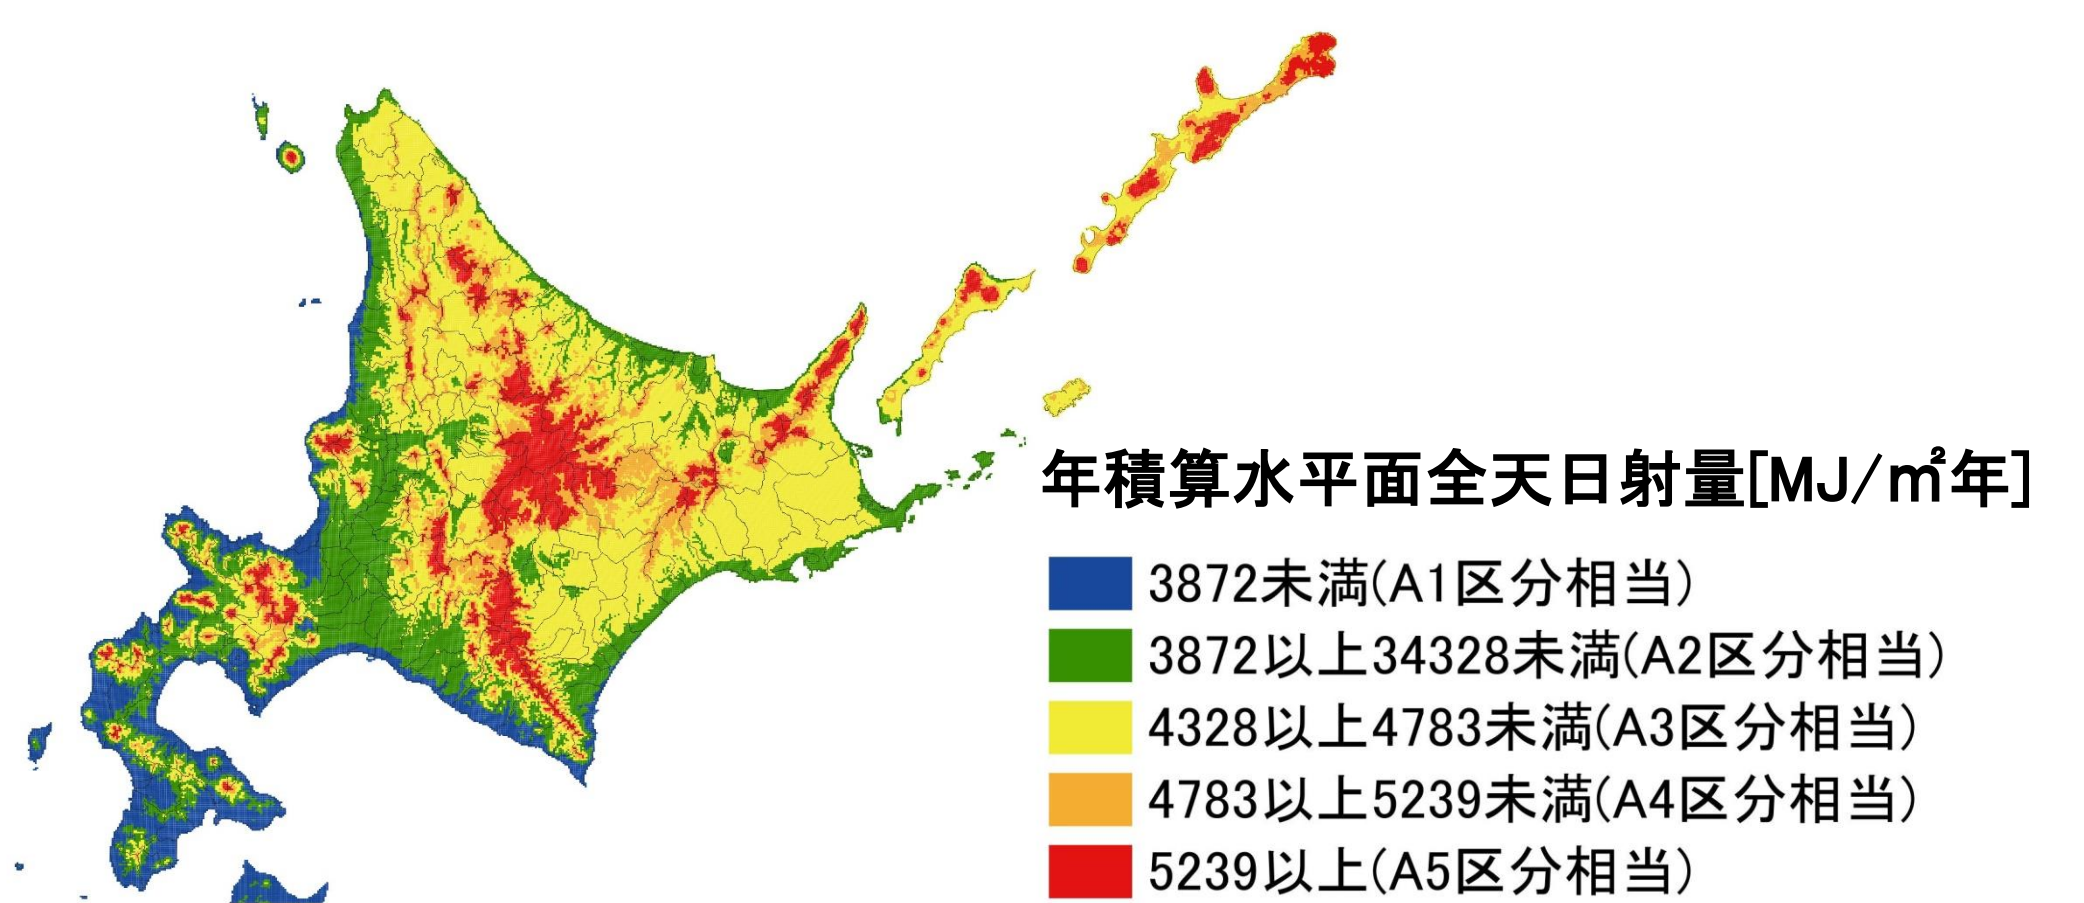 年積算水平面全天日射量[MJ/㎡年]
3872未満(A1区分相当)
3872以上34328未満(A2区分相当)
4328以上4783未満(A3区分相当)
4783以上5239未満(A4区分相当)
5239以上(A5区分相当)